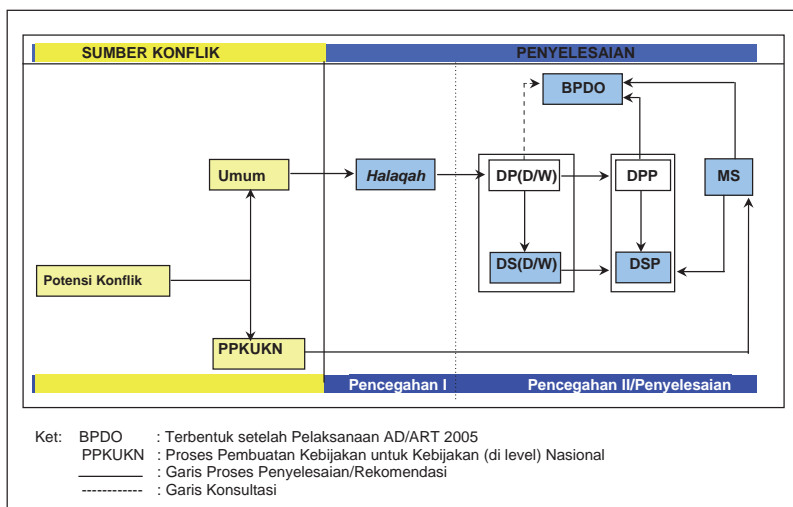 SUMBER KONFLIK
PENYELESAIAN
BPDO
Umum
Halaqah
DP(D/W)
DPP
MS
Potensi Konflik
DS(D/W)
DSP
PPKUKN
Pencegahan I
Pencegahan II/Penyelesaian
Ket: BPDO : Terbentuk setelah Pelaksanaan AD/ART 2005
PPKUKN : Proses Pembuatan Kebijakan untuk Kebijakan (di level) Nasional
: Garis Proses Penyelesaian/Rekomendasi
------------ : Garis Konsultasi